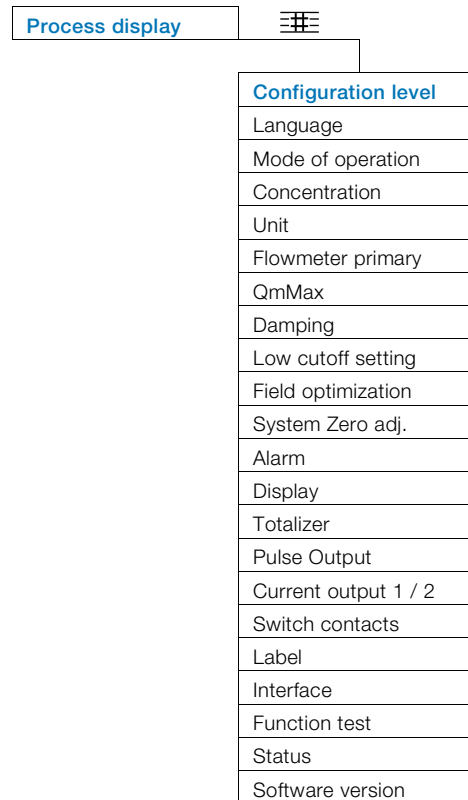 Process display
Configuration level
Language
Mode of operation
Concentration
Unit
Flowmeter primary
QmMax
Damping
Low cutoff setting
Field optimization
System Zero adj.
Alarm
Display
Totalizer
Pulse Output
Current output 1 / 2
Switch contacts
Label
Interface
Function test
Status
Software version